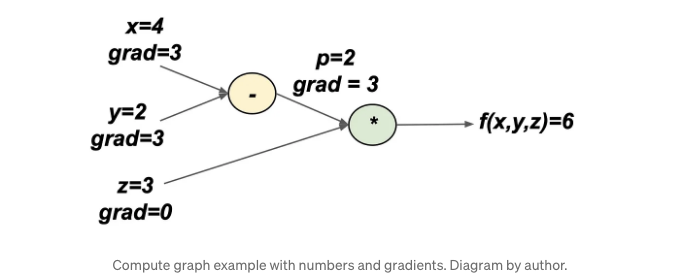 x=4
grad=3
p=2
grad = 3
-
y=2
grad=3
*
f(x,y,z)=6
z=3
grad=0
Compute graph example with numbers and gradients. Diagram by author.